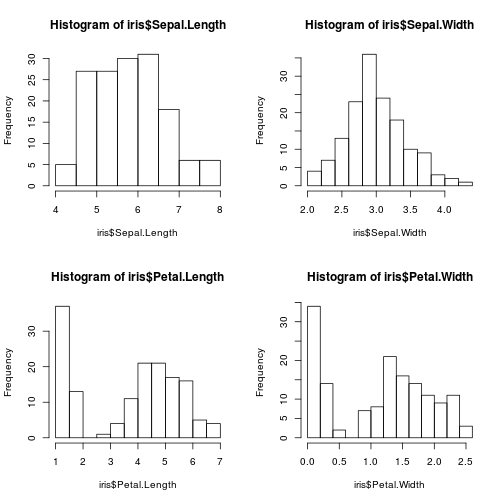 Histogram of iris$Sepal.Length
Frequency
0 5 10 15 20 25 30
4 5 6 7 8
iris$Sepal.Length
Histogram of iris$Sepal.Width
Frequency
0 5 10 20 30
2.0 2.5 3.0 3.5 4.0
iris$Sepal.Width
Histogram of iris$Petal.Length
Frequency
0 10 20 30
1 2 3 4 5 6 7
iris$Petal.Length
Histogram of iris$Petal.Width
Frequency
0 5 10 20 30
0.0 0.5 1.0 1.5 2.0 2.5
iris$Petal.Width